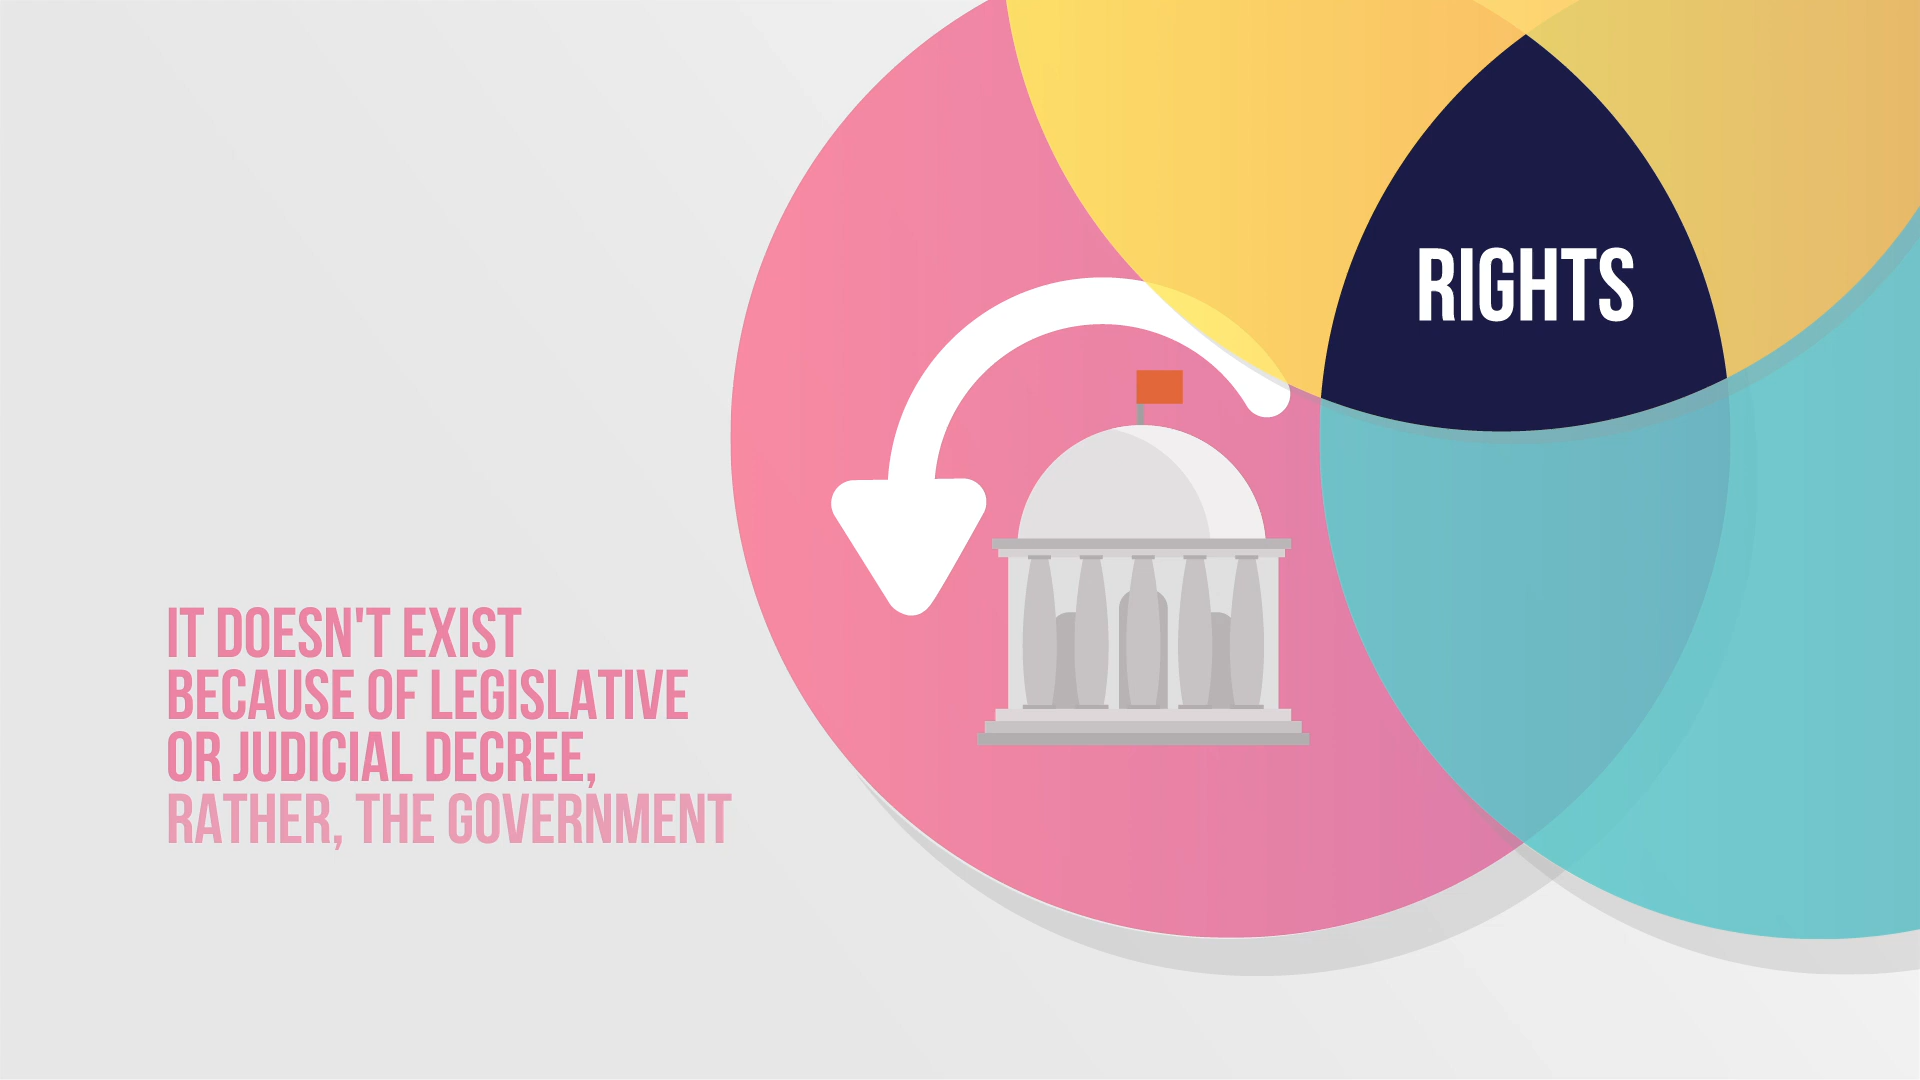 RIGHTS
IT DOESN'T EXIST
BECAUSE OF LEGISLATIVE
OR JUDICIAL DECREE,
RATHER, THE GOVERNMENT